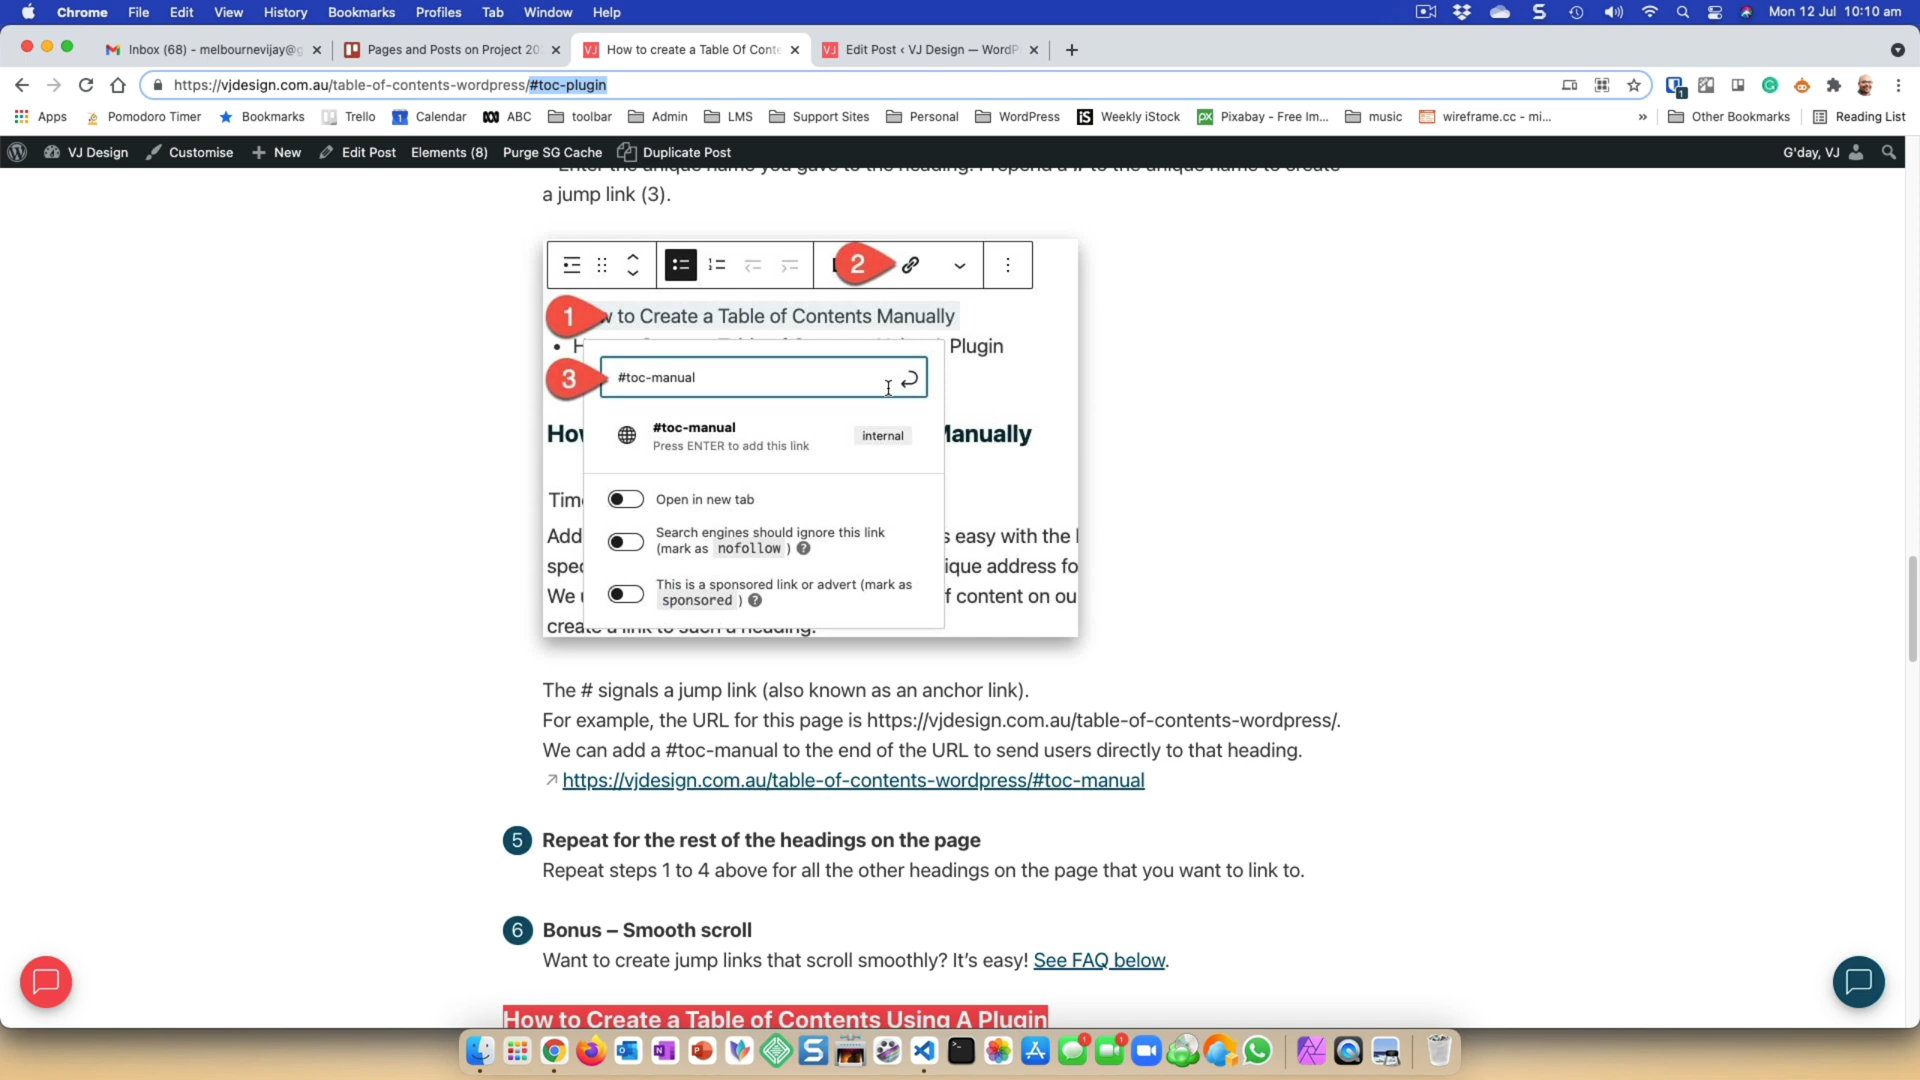 Chrome File Edit View History Bookmarks Profiles Tab Window Help Mon 12 Jul 10:10 am
Inbox (68) - melbournevijay@g Pages and Posts on Project 20 How to create a Table Of Conte Edit Post ‹ VJ Design — WordP
https://vjdesign.com.au/table-of-contents-wordpress/#toc-plugin
Apps Pomodoro Timer Bookmarks Trello Calendar ABC toolbar Admin LMS Support Sites Personal WordPress Weekly iStock Pixabay - Free Im... music wireframe.cc - mi... » Other Bookmarks Reading List
VJ Design Customise New Edit Post Elements (8) Purge SG Cache Duplicate Post G'day, VJ
a jump link (3).
2
1 w to Create a Table of Contents Manually
Plugin
3 #toc-manual
#toc-manual
Press ENTER to add this link internal
How Manually
Open in new tab
Time
Search engines should ignore this link
(mark as nofollow )
Add s easy with the
spec ique address fo
This is a sponsored link or advert (mark as
sponsored )
We f content on ou
create a link to such a heading.
The # signals a jump link (also known as an anchor link).
For example, the URL for this page is https://vjdesign.com.au/table-of-contents-wordpress/.
We can add a #toc-manual to the end of the URL to send users directly to that heading.
https://vjdesign.com.au/table-of-contents-wordpress/#toc-manual
5 Repeat for the rest of the headings on the page
Repeat steps 1 to 4 above for all the other headings on the page that you want to link to.
6 Bonus – Smooth scroll
Want to create jump links that scroll smoothly? It's easy! See FAQ below.
How to Create a Table of Contents Using A Plugin